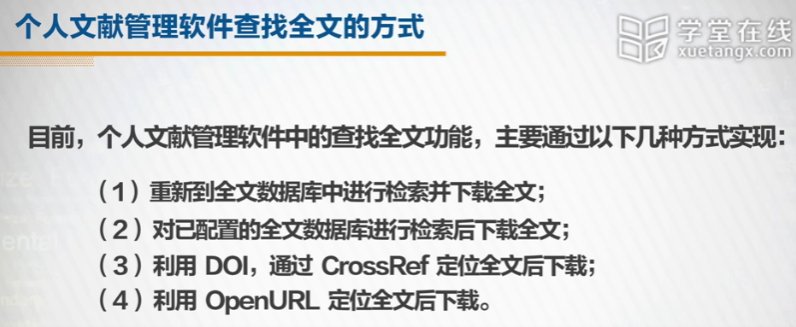 个人文献管理软件查找全文的方式
学堂在线
xuetangx.com
目前，个人文献管理软件中的查找全文功能，主要通过以下几种方式实现：
（1）重新到全文数据库中进行检索并下载全文；
（2）对已配置的全文数据库进行检索后下载全文；
（3）利用 DOI，通过 CrossRef 定位全文后下载；
（4）利用 OpenURL 定位全文后下载。